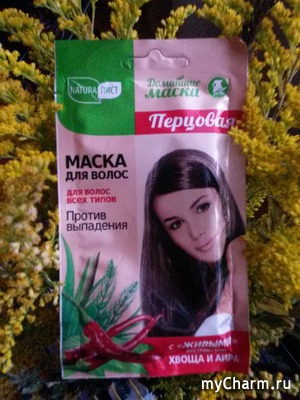 NATURA ЛИСТ
Домашние
маски
Перцовая
МАСКА
ДЛЯ ВОЛОС
для волос
всех типов
Против
выпадения
с «ЖИВЫМИ»
ХВОЩА И АИРА
myCharm.ru